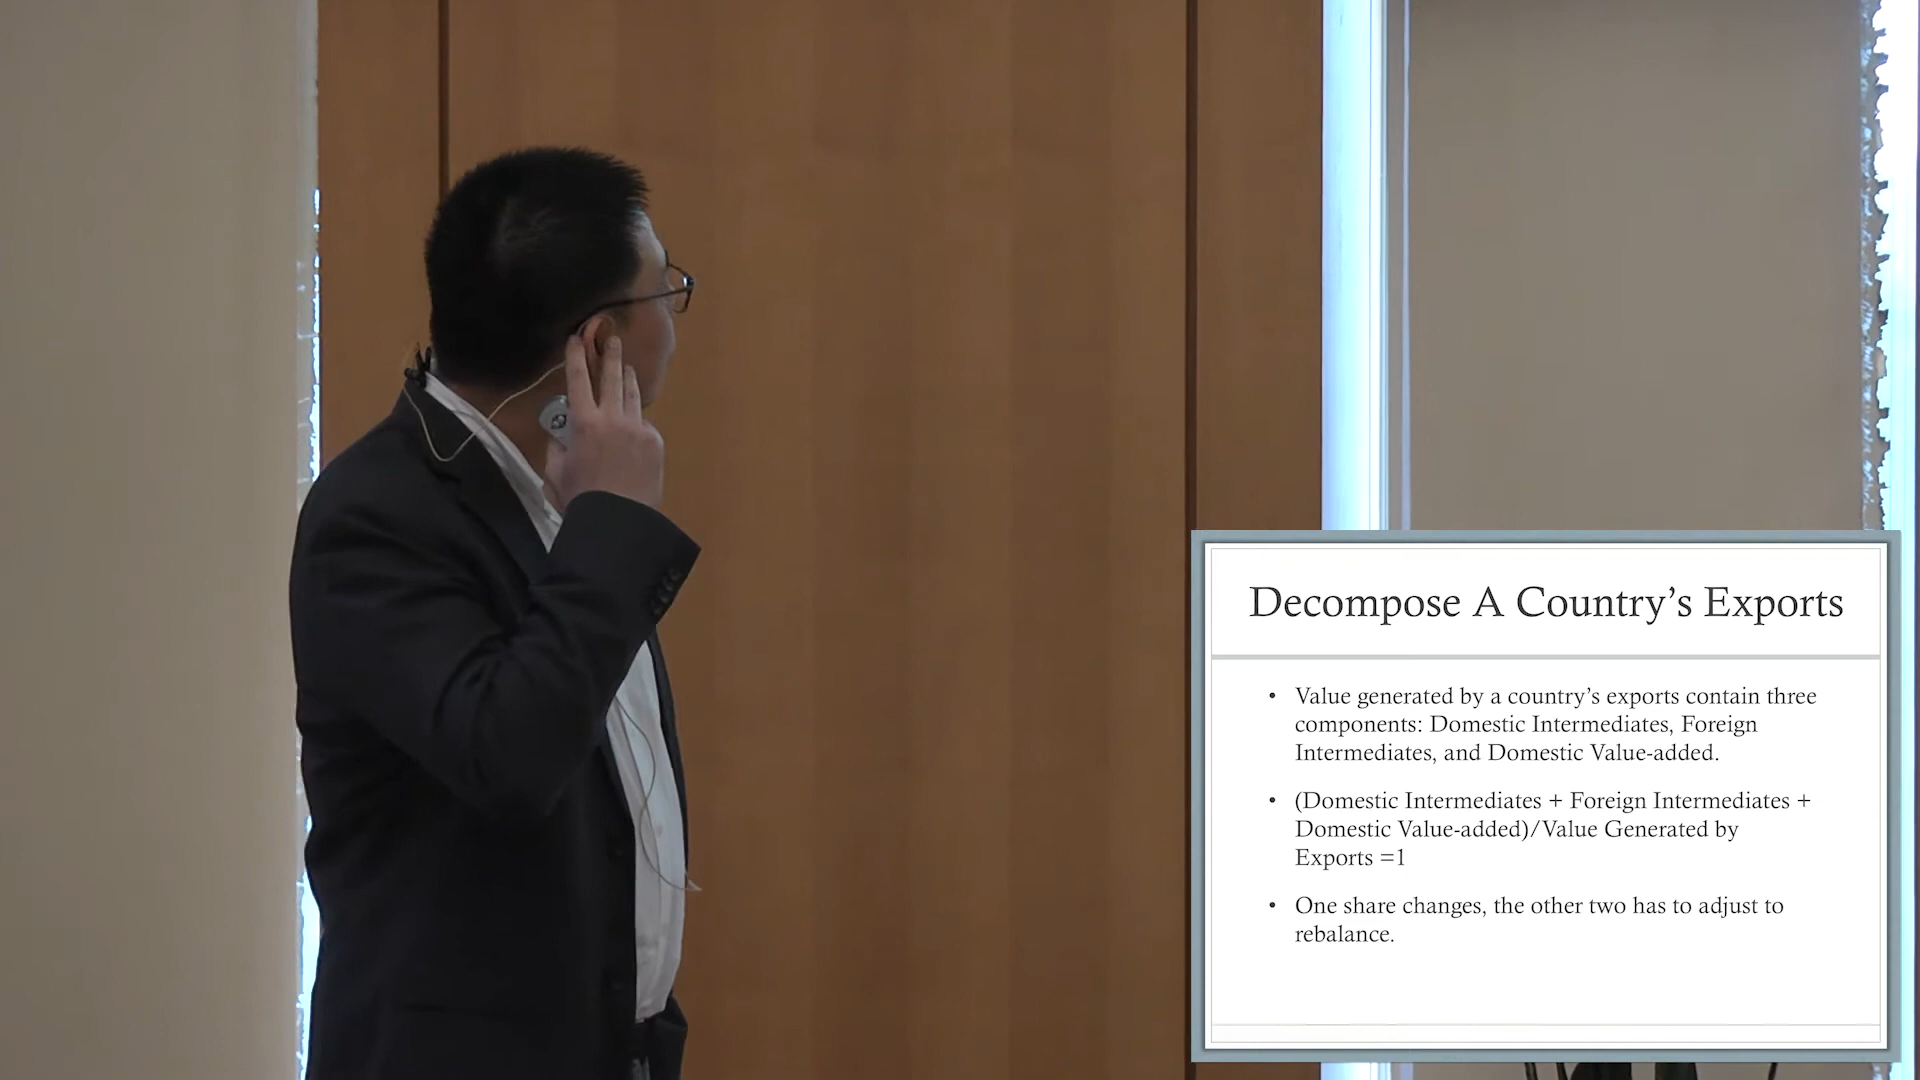 Decompose A Country's Exports
• Value generated by a country's exports contain three
components: Domestic Intermediates, Foreign
Intermediates, and Domestic Value-added.
• (Domestic Intermediates + Foreign Intermediates +
Domestic Value-added)/Value Generated by
Exports =1
• One share changes, the other two has to adjust to
rebalance.